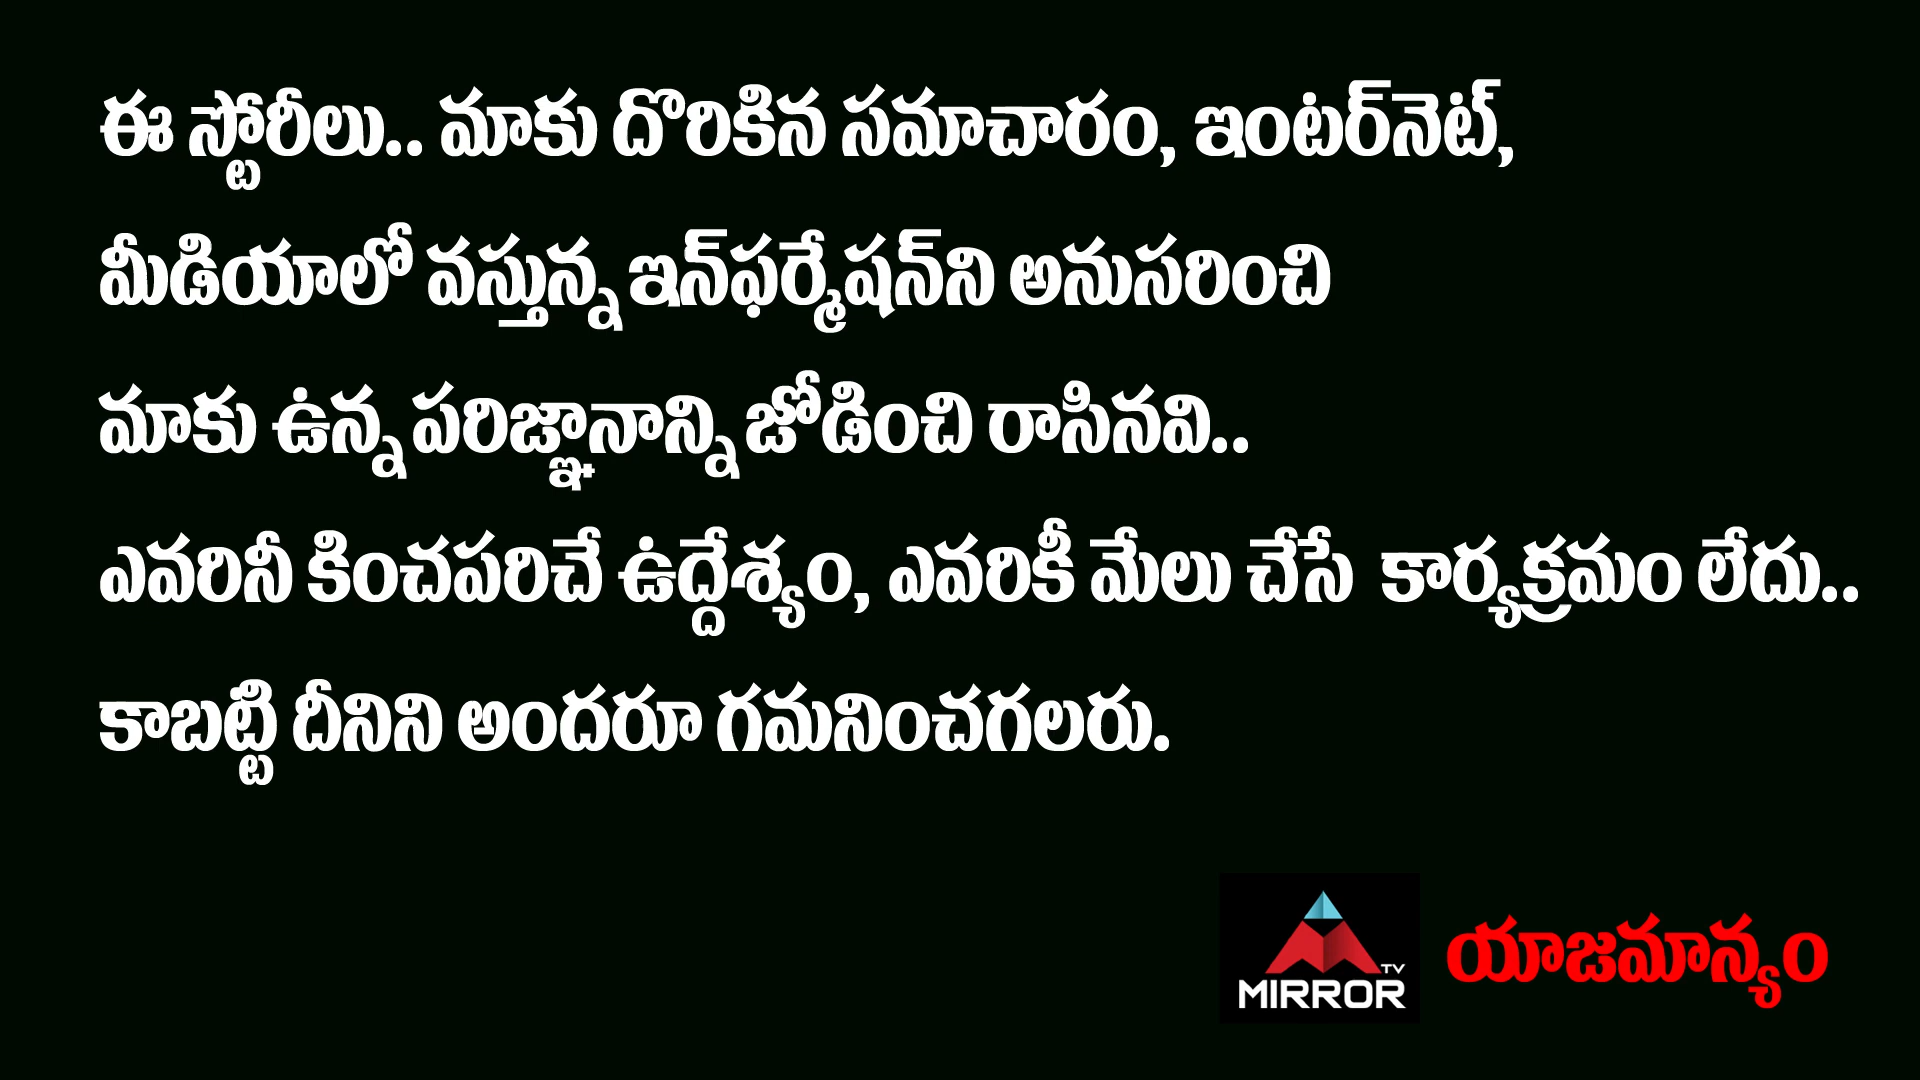 ఈ స్టోరీలు.. మాకు దొరికిన సమాచారం, ఇంటర్‌నెట్,
మీడియాలో వస్తున్న ఇన్‌ఫర్మేషన్‌ని అనుసరించి
మాకు ఉన్న పరిజ్ఞానాన్ని జోడించి రాసినవి..
ఎవరినీ కించపరిచే ఉద్దేశ్యం, ఎవరికీ మేలు చేసే కార్యక్రమం లేదు..
కాబట్టి దీనిని అందరూ గమనించగలరు.
TV
MIRROR
యాజమాన్యం